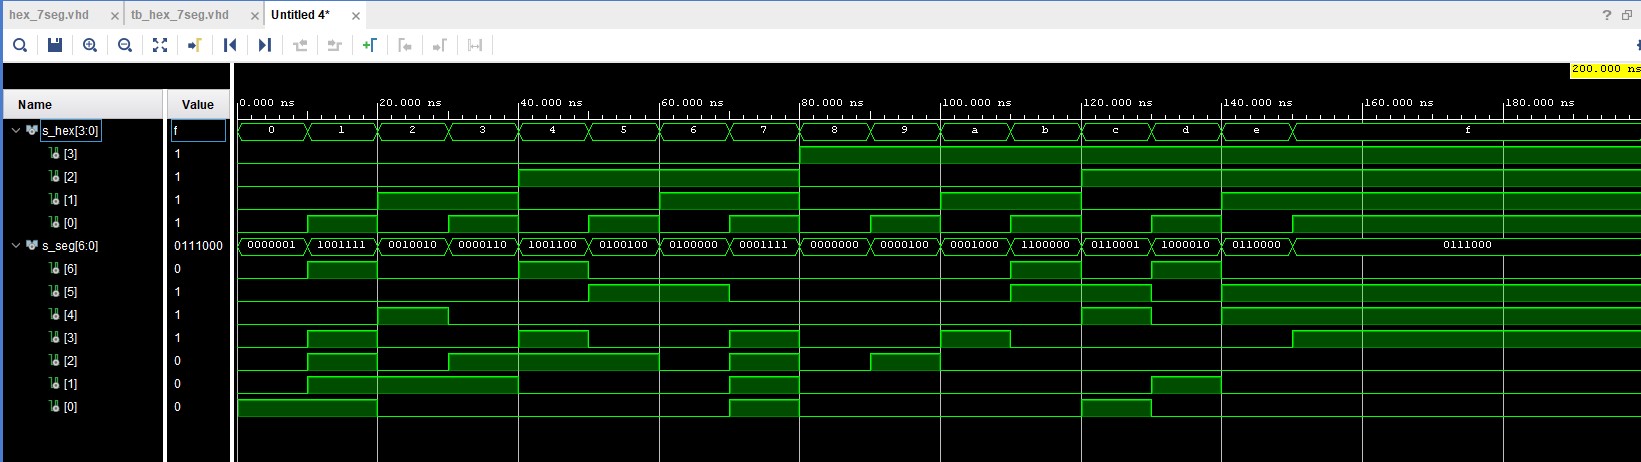 hex_7seg.vhd tb_hex_7seg.vhd Untitled 4*
200.000 ns
Name Value 0.000 ns 20.000 ns 40.000 ns 60.000 ns 80.000 ns 100.000 ns 120.000 ns 140.000 ns 160.000 ns 180.000 ns
s_hex[3:0] f 0 1 2 3 4 5 6 7 8 9 a b c d e f
[3] 1
[2] 1
[1] 1
[0] 1
s_seg[6:0] 0111000 0000001 1001111 0010010 0000110 1001100 0100100 0100000 0001111 0000000 0000100 0001000 1100000 0110001 1000010 0110000 0111000
[6] 0
[5] 1
[4] 1
[3] 1
[2] 0
[1] 0
[0] 0